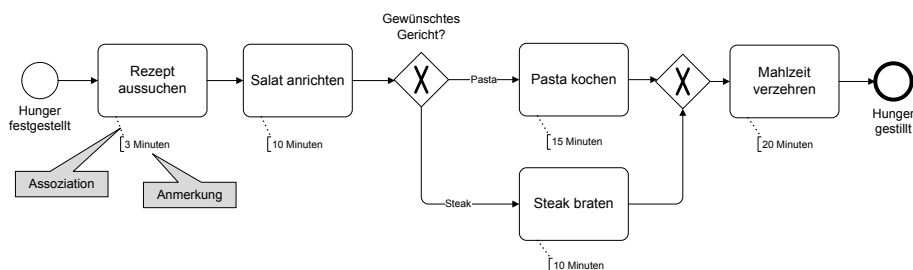 Gewünschtes
Gericht?
Rezept
aussuchen
Salat anrichten
Pasta
Pasta kochen
Mahlzeit
verzehren
Hunger
festgestellt
Hunger
gestillt
3 Minuten
10 Minuten
15 Minuten
20 Minuten
Assoziation
Anmerkung
Steak
Steak braten
10 Minuten